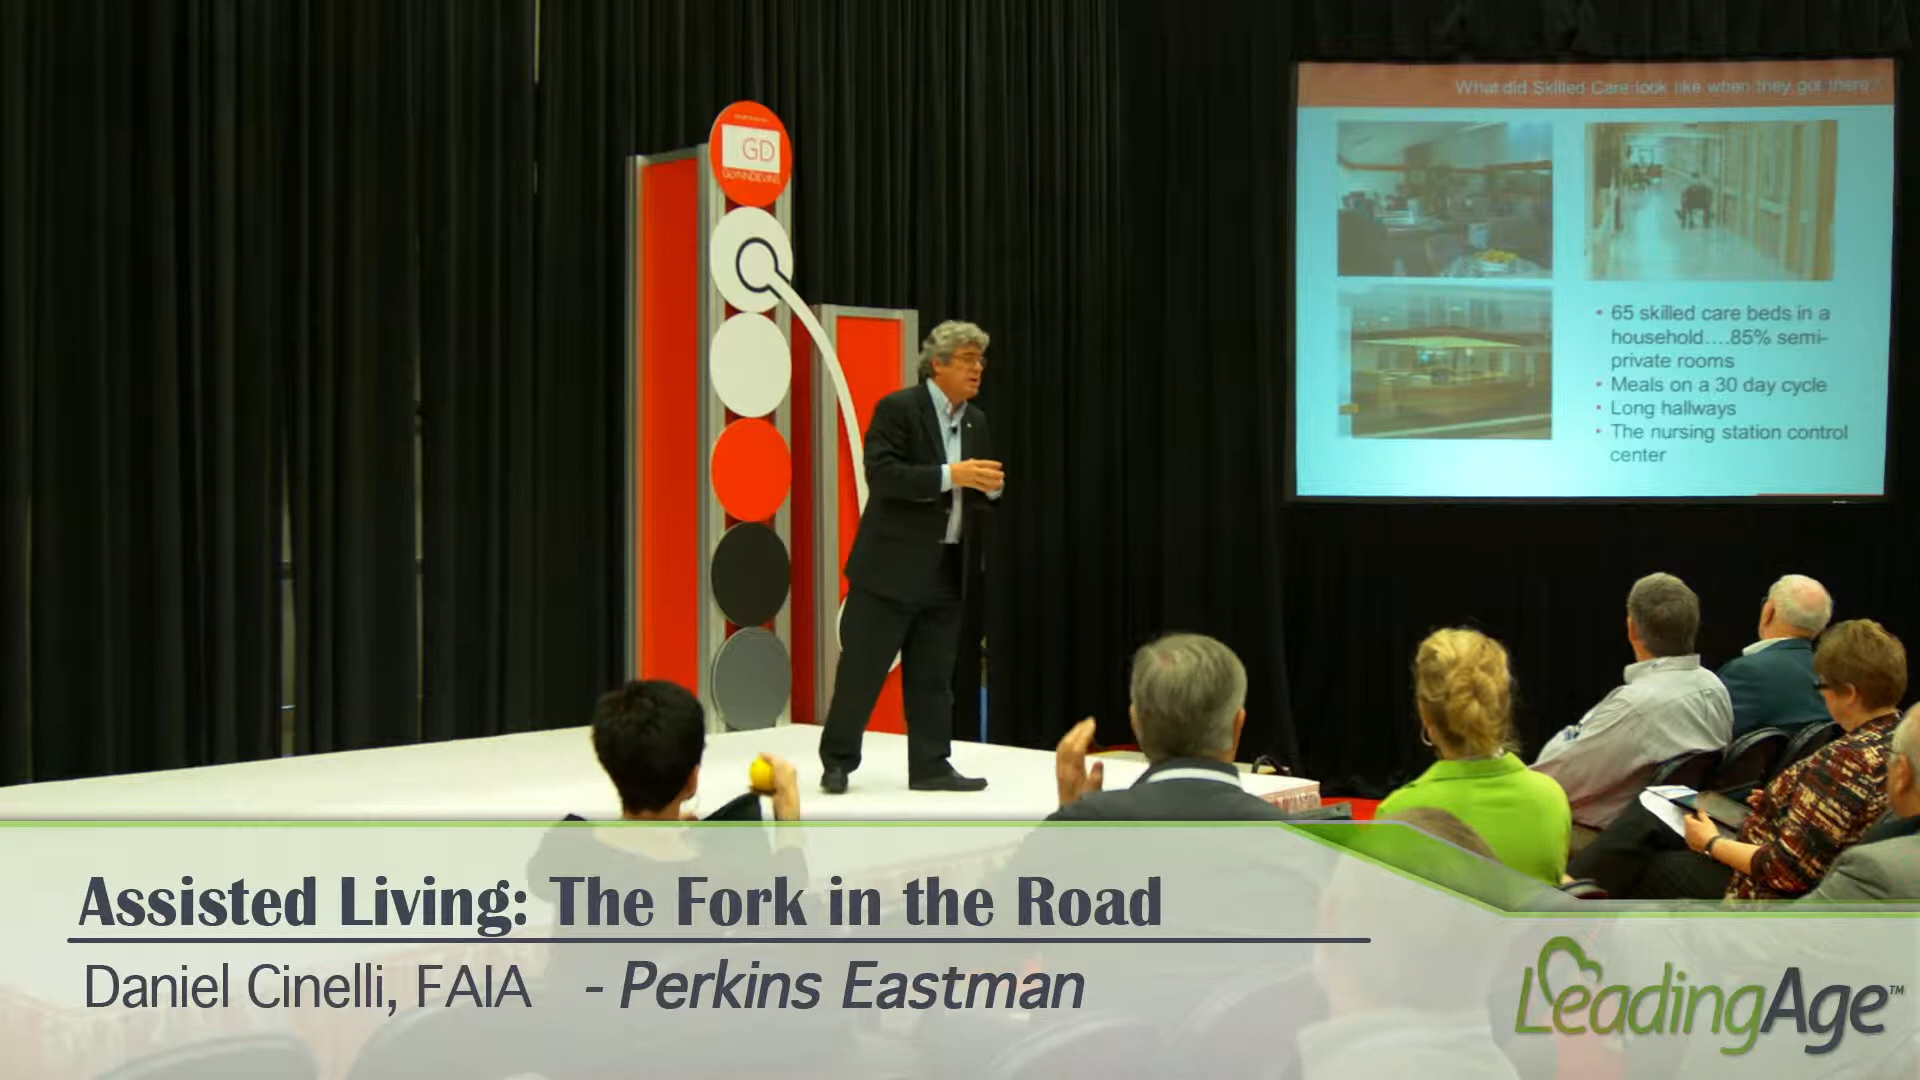 What did Skilled Care look like when they got there?
GD
GLYNNDEVINS
• 65 skilled care beds in a
household....85% semi-
private rooms
• Meals on a 30 day cycle
• Long hallways
• The nursing station control
center
Assisted Living: The Fork in the Road
Daniel Cinelli, FAIA - Perkins Eastman
LeadingAge™